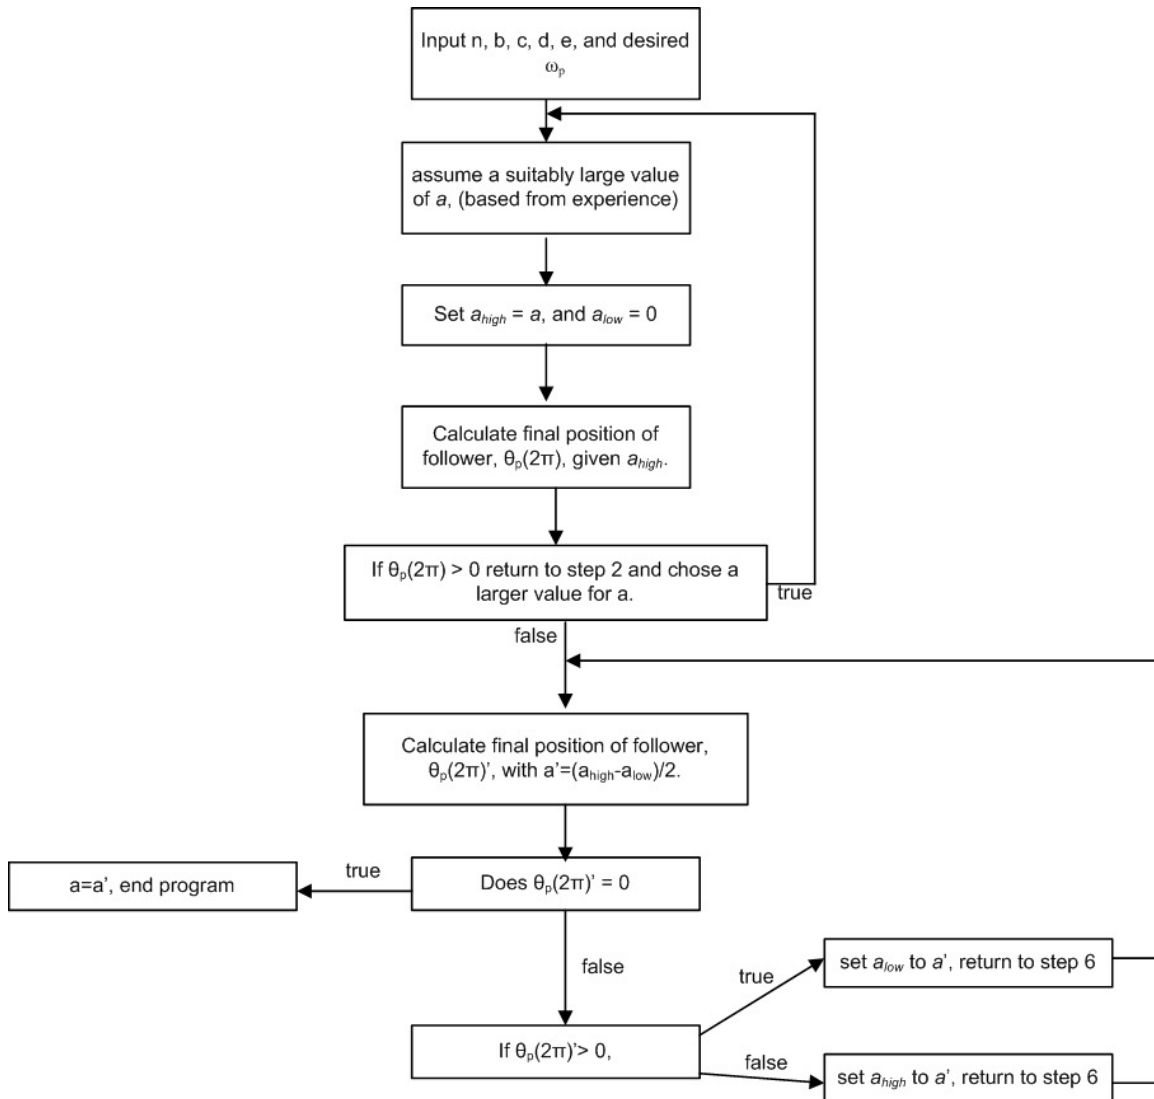 Input n, b, c, d, e, and desired
ωp
assume a suitably large value
of a, (based from experience)
Set ahigh = a, and alow = 0
Calculate final position of
follower, θp(2π), given ahigh.
If θp(2π) > 0 return to step 2 and chose a
larger value for a.
true
false
Calculate final position of follower,
θp(2π)’, with a’=(ahigh-alow)/2.
Does θp(2π)’ = 0
true
a=a’, end program
false
If θp(2π)’> 0,
true
set alow to a’, return to step 6
false
set ahigh to a’, return to step 6